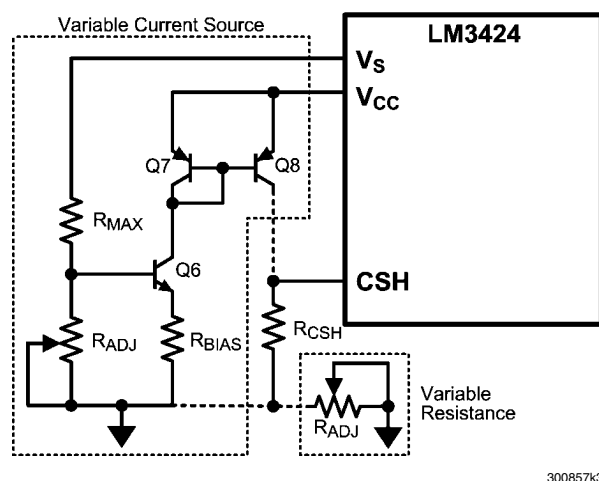 Variable Current Source
LM3424
VS
VCC
Q7
Q8
RMAX
Q6
CSH
RADJ
RBIAS
RCSH
Variable
Resistance
RADJ